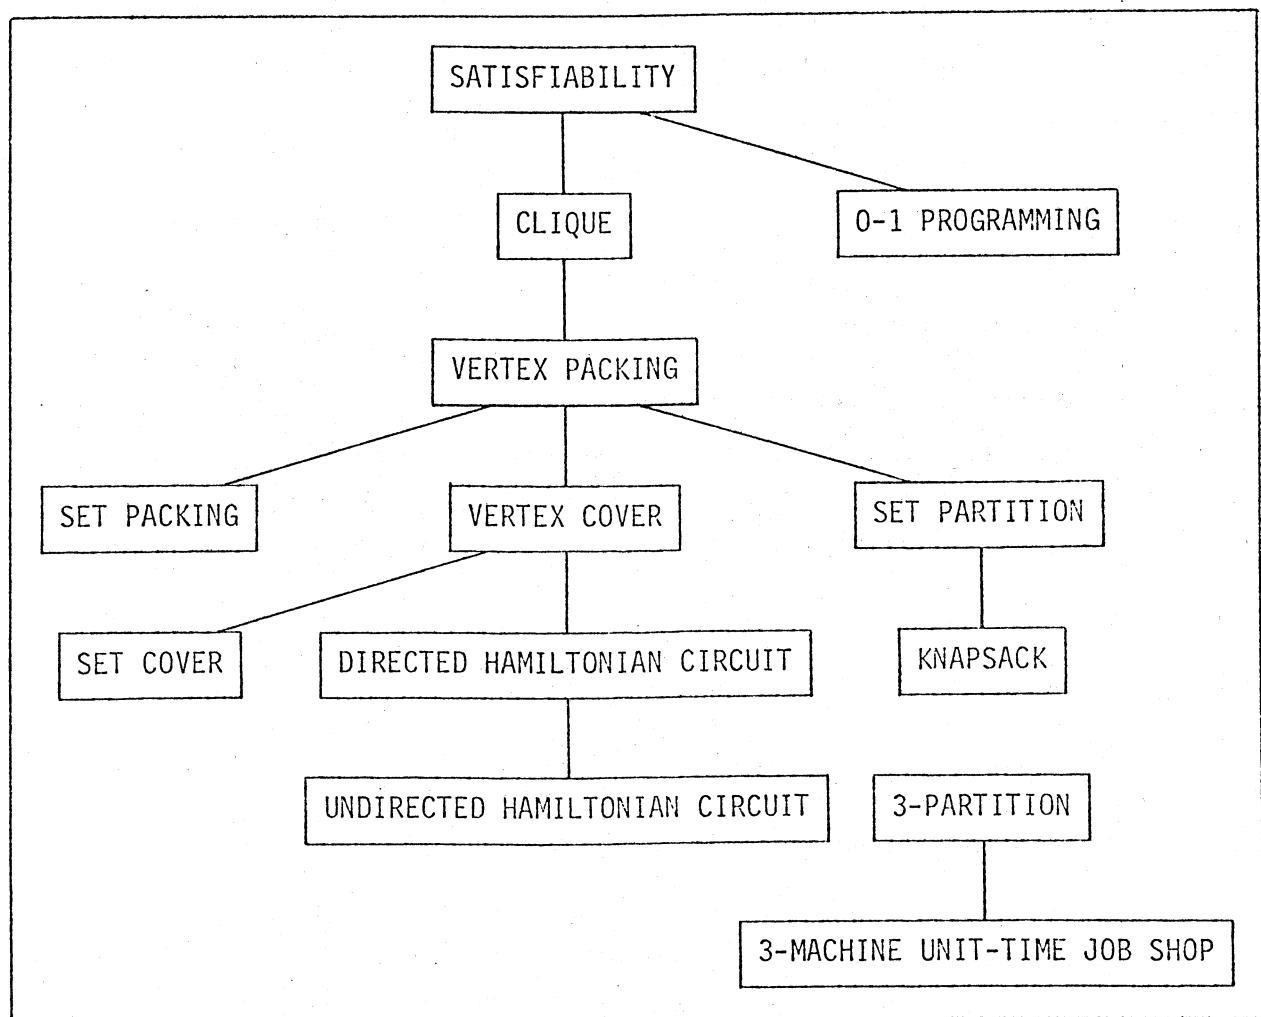 SATISFIABILITY
CLIQUE
0-1 PROGRAMMING
VERTEX PACKING
SET PACKING
VERTEX COVER
SET PARTITION
SET COVER
DIRECTED HAMILTONIAN CIRCUIT
KNAPSACK
UNDIRECTED HAMILTONIAN CIRCUIT
3-PARTITION
3-MACHINE UNIT-TIME JOB SHOP